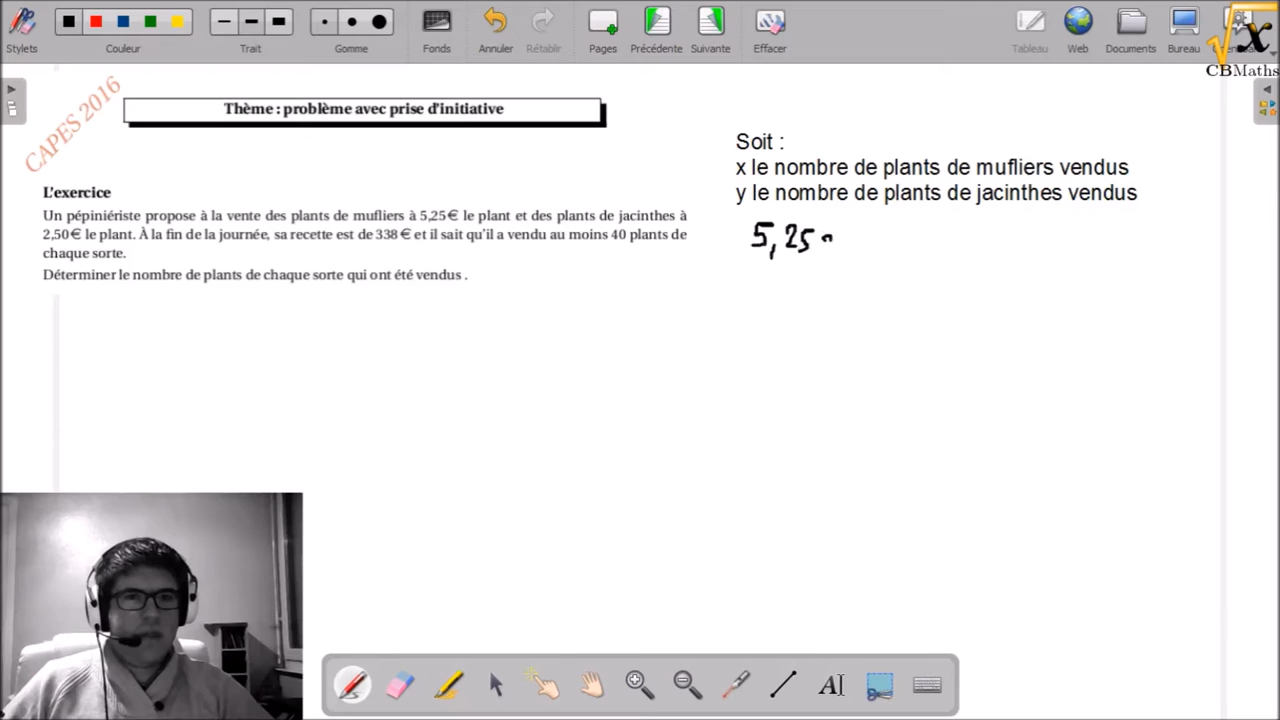 Stylets
Couleur
Trait
Gomme
Fonds
Annuler
Rétablir
Pages
Précédente
Suivante
Effacer
Tableau
Web
Documents
Bureau
CBMaths
CAPES 2016
Thème : problème avec prise d'initiative
L'exercice
Un pépiniériste propose à la vente des plants de mufliers à 5,25 € le plant et des plants de jacinthes à
2,50 € le plant. À la fin de la journée, sa recette est de 338 € et il sait qu'il a vendu au moins 40 plants de
chaque sorte.
Déterminer le nombre de plants de chaque sorte qui ont été vendus .
Soit :
x le nombre de plants de mufliers vendus
y le nombre de plants de jacinthes vendus
5,25
AI